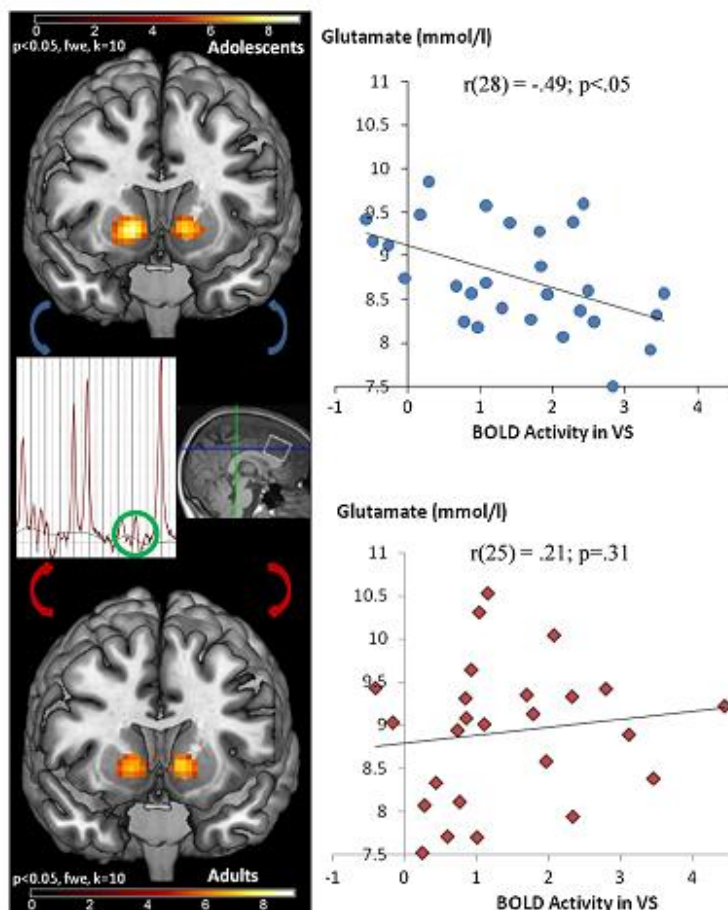 0 2 4 6 8
p<0.05, fwe, k=10
Adolescents
Glutamate (mmol/l)
r(28) = -.49; p<.05
11
10.5
10
9.5
9
8.5
8
7.5
-1 0 1 2 3 4
BOLD Activity in VS
Glutamate (mmol/l)
r(25) = .21; p=.31
11
10.5
10
9.5
9
8.5
8
7.5
-1 0 1 2 3 4
BOLD Activity in VS
p<0.05, fwe, k=10
Adults
0 2 4 6 8